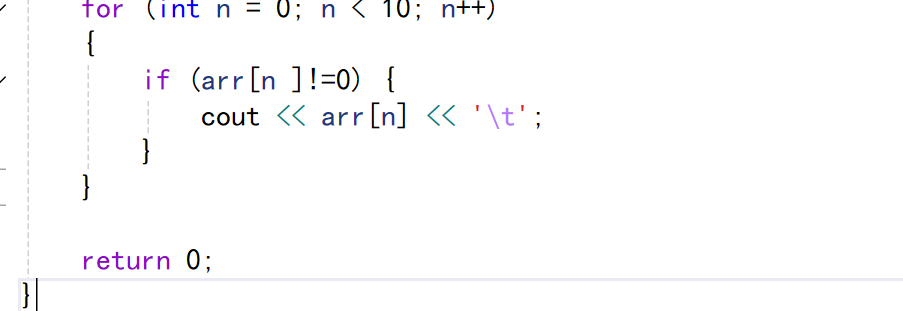 for (int n = 0; n < 10; n++)
{
if (arr[n ]!=0) {
cout << arr[n] << '\t';
}
}
return 0;
}